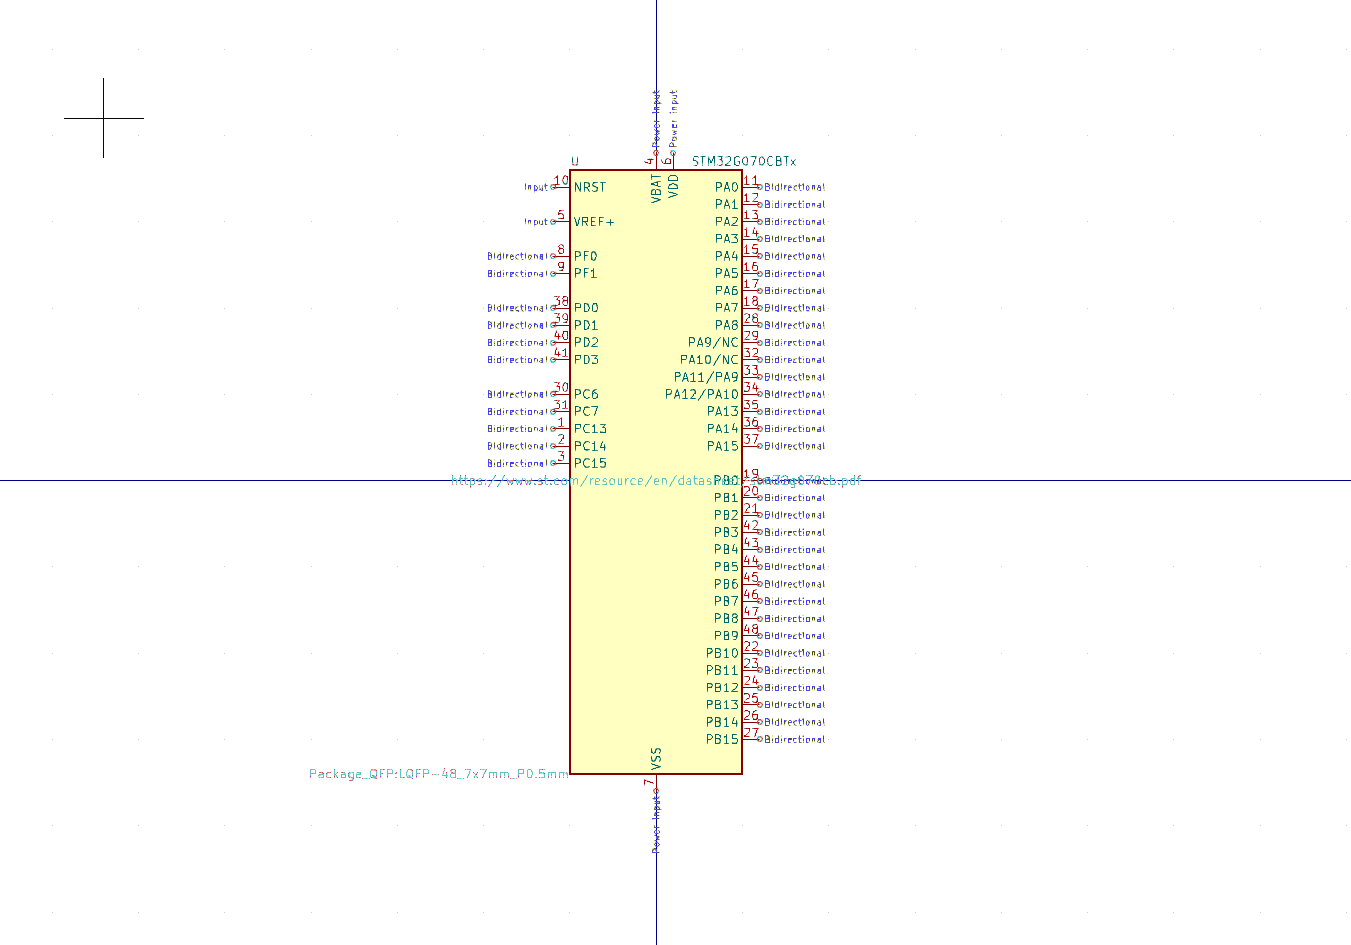 Power Input
Power Input
4
6
U
STM32G070CBTx
VBAT
VDD
Input 10 NRST
PA0 11 Bidirectional
PA1 12 Bidirectional
Input 5 VREF+
PA2 13 Bidirectional
PA3 14 Bidirectional
Bidirectional 8 PF0
PA4 15 Bidirectional
Bidirectional 9 PF1
PA5 16 Bidirectional
PA6 17 Bidirectional
Bidirectional 38 PD0
PA7 18 Bidirectional
Bidirectional 39 PD1
PA8 28 Bidirectional
Bidirectional 40 PD2
PA9/NC 29 Bidirectional
Bidirectional 41 PD3
PA10/NC 32 Bidirectional
PA11/PA9 33 Bidirectional
Bidirectional 30 PC6
PA12/PA10 34 Bidirectional
Bidirectional 31 PC7
PA13 35 Bidirectional
Bidirectional 1 PC13
PA14 36 Bidirectional
Bidirectional 2 PC14
PA15 37 Bidirectional
Bidirectional 3 PC15
PB0 19
https://www.st.com/resource/en/datasheet/stm32g070cb.pdf
PB1 20 Bidirectional
PB2 21 Bidirectional
PB3 42 Bidirectional
PB4 43 Bidirectional
PB5 44 Bidirectional
PB6 45 Bidirectional
PB7 46 Bidirectional
PB8 47 Bidirectional
PB9 48 Bidirectional
PB10 22 Bidirectional
PB11 23 Bidirectional
PB12 24 Bidirectional
PB13 25 Bidirectional
PB14 26 Bidirectional
PB15 27 Bidirectional
VSS
Package_QFP:LQFP-48_7x7mm_P0.5mm
7
Power Input